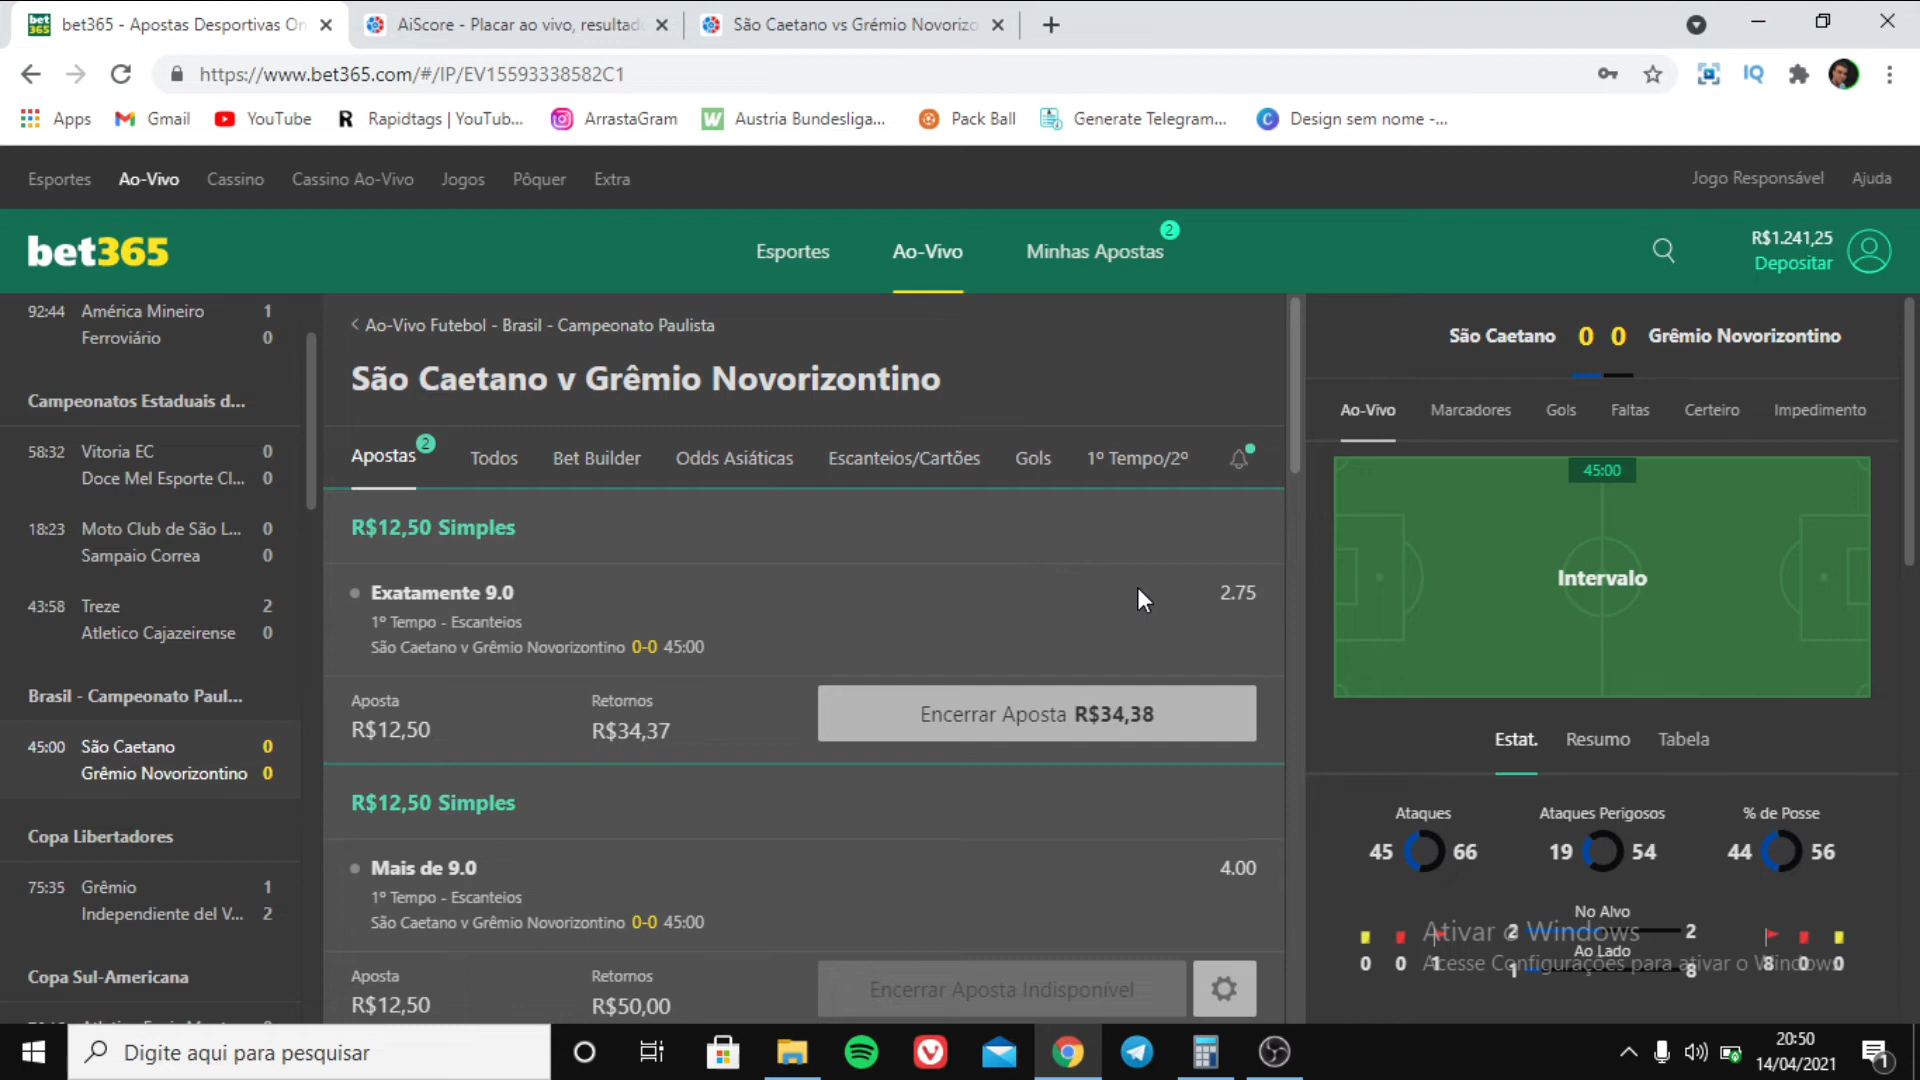 bet365 - Apostas Desportivas On
AiScore - Placar ao vivo, resultad
São Caetano vs Grémio Novorizo
https://www.bet365.com/#/IP/EV15593338582C1
IQ
Apps
Gmail
YouTube
Rapidtags | YouTub...
ArrastaGram
Austria Bundesliga...
Pack Ball
Generate Telegram...
Design sem nome -...
Esportes
Ao-Vivo
Cassino
Cassino Ao-Vivo
Jogos
Pôquer
Extra
Jogo Responsável
Ajuda
bet365
Esportes
Ao-Vivo
Minhas Apostas
2
R$1.241,25
Depositar
92:44 América Mineiro 1
Ferroviário 0
Campeonatos Estaduais d...
58:32 Vitoria EC 0
Doce Mel Esporte Cl... 0
18:23 Moto Club de São L... 0
Sampaio Correa 0
43:58 Treze 2
Atletico Cajazeirense 0
Brasil - Campeonato Paul...
45:00 São Caetano 0
Grêmio Novorizontino 0
Copa Libertadores
75:35 Grêmio 1
Independiente del V... 2
Copa Sul-Americana
< Ao-Vivo Futebol - Brasil - Campeonato Paulista
São Caetano v Grêmio Novorizontino
Apostas 2
Todos
Bet Builder
Odds Asiáticas
Escanteios/Cartões
Gols
1º Tempo/2º
R$12,50 Simples
Exatamente 9.0 2.75
1º Tempo - Escanteios
São Caetano v Grêmio Novorizontino 0-0 45:00
Aposta
R$12,50
Retornos
R$34,37
Encerrar Aposta R$34,38
R$12,50 Simples
Mais de 9.0 4.00
1º Tempo - Escanteios
São Caetano v Grêmio Novorizontino 0-0 45:00
Aposta
R$12,50
Retornos
R$50,00
Encerrar Aposta Indisponível
São Caetano 0 0 Grêmio Novorizontino
Ao-Vivo
Marcadores
Gols
Faltas
Certeiro
Impedimento
45:00
Intervalo
Estat.
Resumo
Tabela
Ataques
45 66
Ataques Perigosos
19 54
% de Posse
44 56
No Alvo
2 2
Ao Lado
1 8
0 0 1
8 0 0
Ativar o Windows
Acesse Configurações para ativar o Windows.
Digite aqui para pesquisar
20:50
14/04/2021
1